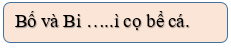 Bố và Bi …..ì cọ bể cá.